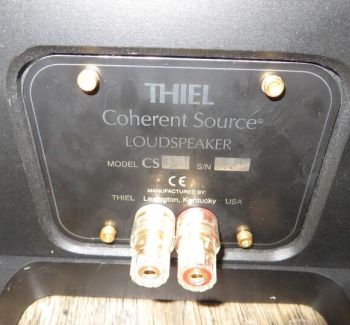 THIEL
Coherent Source®
LOUDSPEAKER
MODEL CS S/N
CE
MANUFACTURED BY:
THIEL Lexington, Kentucky USA